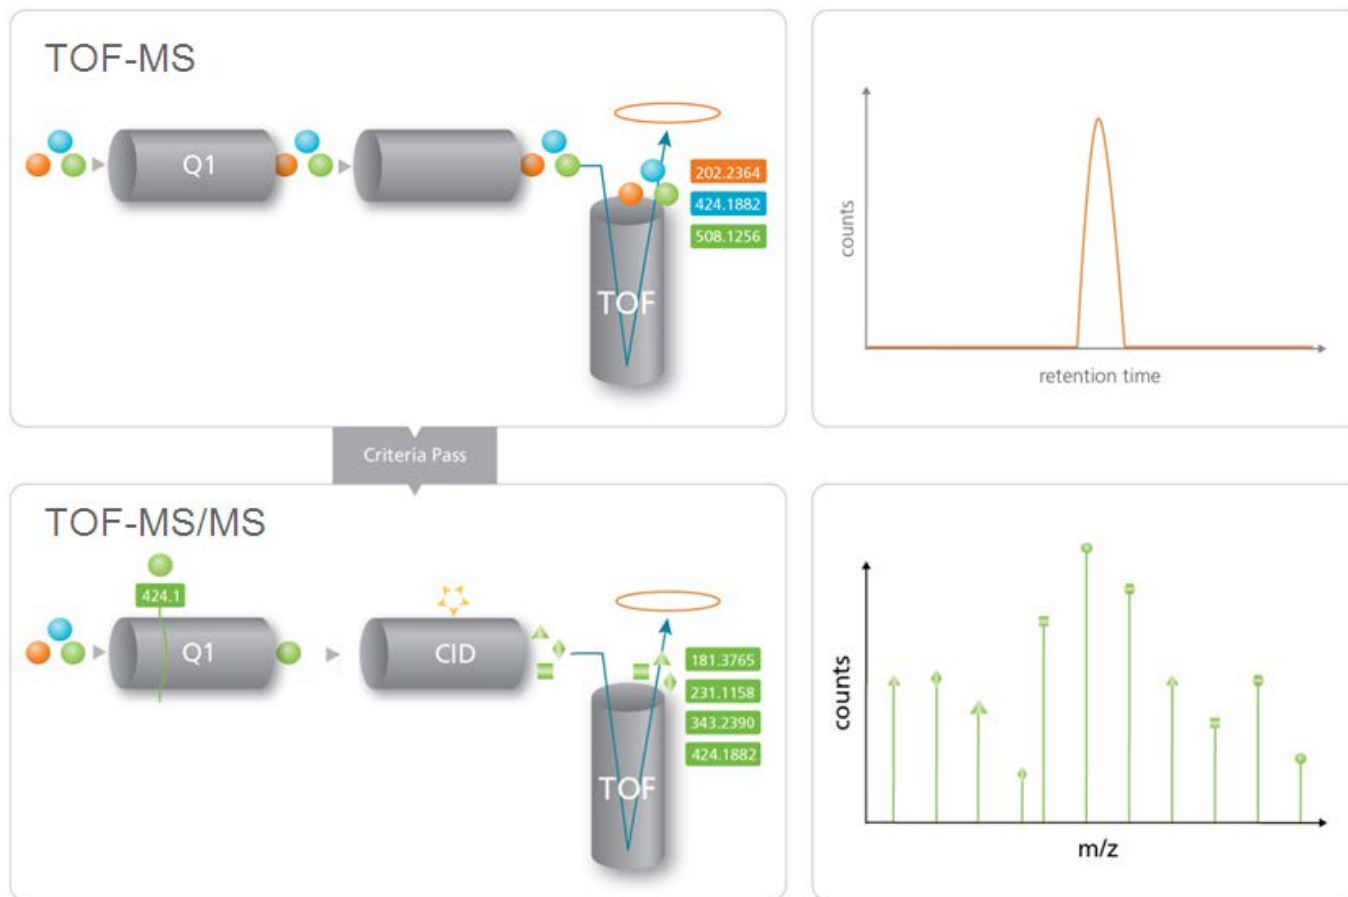 TOF-MS
Q1
TOF
202.2364
424.1882
508.1256
counts
retention time
Criteria Pass
TOF-MS/MS
424.1
Q1
CID
TOF
181.3765
231.1158
343.2390
424.1882
counts
m/z